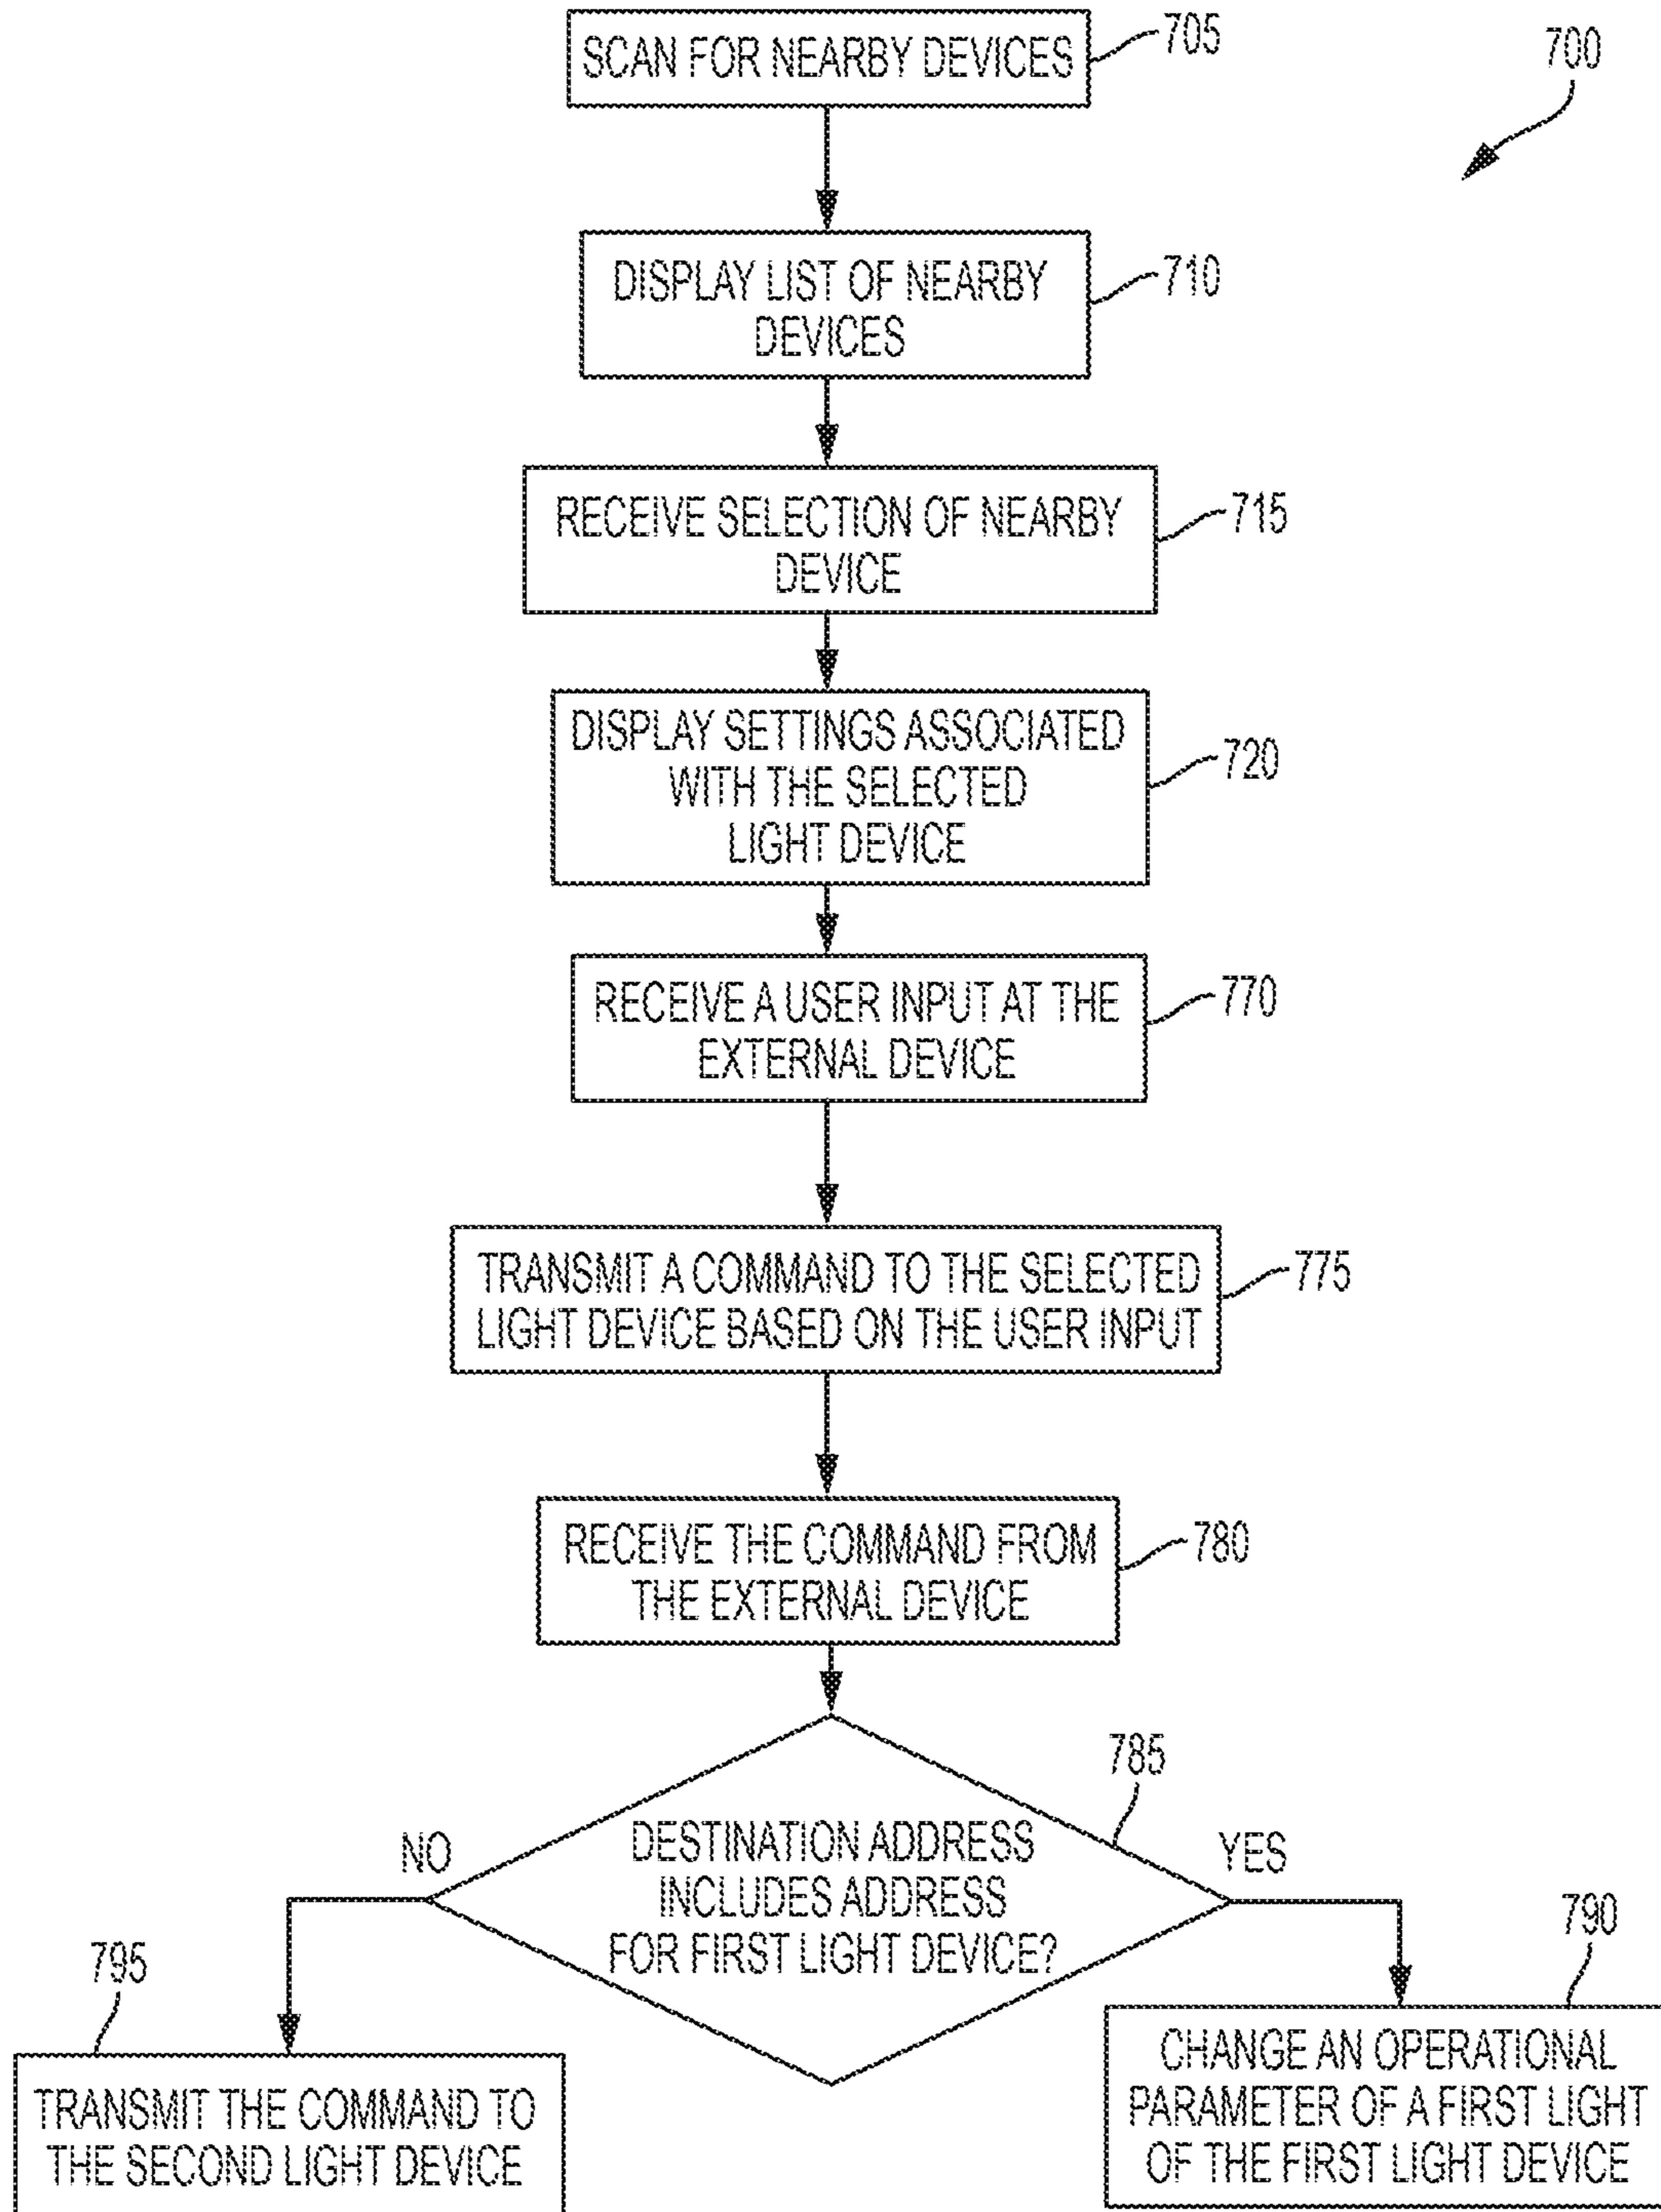 SCAN FOR NEARBY DEVICES
705
700
DISPLAY LIST OF NEARBY
DEVICES
710
RECEIVE SELECTION OF NEARBY
DEVICE
715
DISPLAY SETTINGS ASSOCIATED
WITH THE SELECTED
LIGHT DEVICE
720
RECEIVE A USER INPUT AT THE
EXTERNAL DEVICE
770
TRANSMIT A COMMAND TO THE SELECTED
LIGHT DEVICE BASED ON THE USER INPUT
775
RECEIVE THE COMMAND FROM
THE EXTERNAL DEVICE
780
785
DESTINATION ADDRESS
INCLUDES ADDRESS
FOR FIRST LIGHT DEVICE?
NO
YES
795
TRANSMIT THE COMMAND TO
THE SECOND LIGHT DEVICE
790
CHANGE AN OPERATIONAL
PARAMETER OF A FIRST LIGHT
OF THE FIRST LIGHT DEVICE